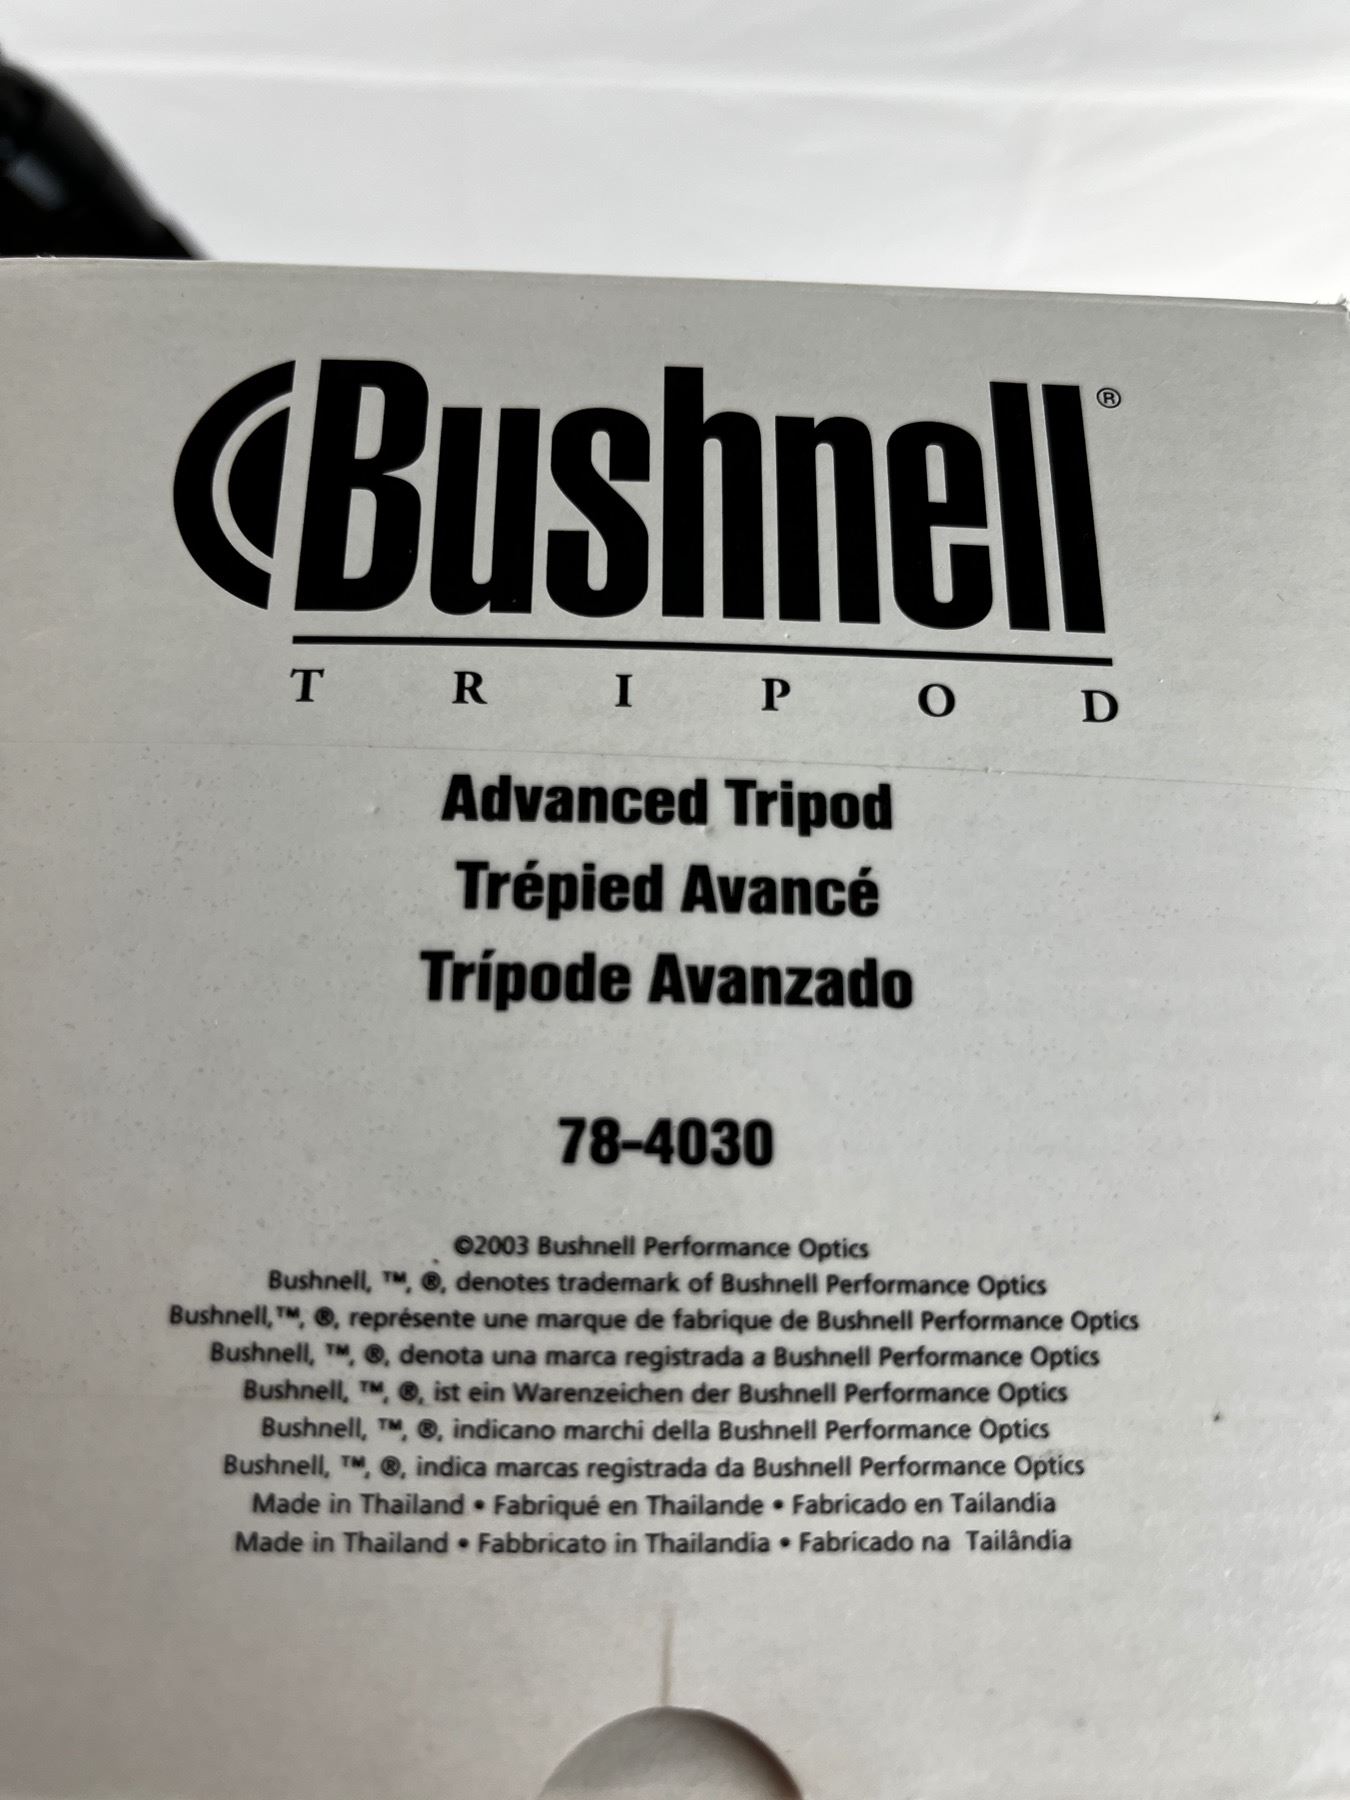 Bushnell®
TRIPOD
Advanced Tripod
Trépied Avancé
Trípode Avanzado
78-4030
©2003 Bushnell Performance Optics
Bushnell, ™, ®, denotes trademark of Bushnell Performance Optics
Bushnell,™, ®, représente une marque de fabrique de Bushnell Performance Optics
Bushnell, ™, ®, denota una marca registrada a Bushnell Performance Optics
Bushnell, ™, ®, ist ein Warenzeichen der Bushnell Performance Optics
Bushnell, ™, ®, indicano marchi della Bushnell Performance Optics
Bushnell, ™, ®, indica marcas registrada da Bushnell Performance Optics
Made in Thailand • Fabriqué en Thailande • Fabricado en Tailandia
Made in Thailand • Fabbricato in Thailandia • Fabricado na Tailândia